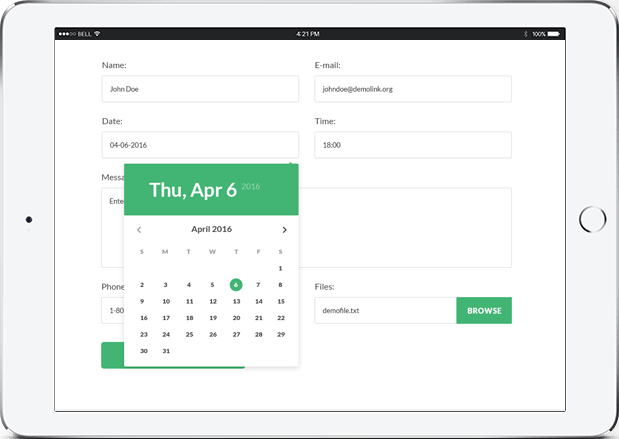 BELL
4:21 PM
100%
Name:
E-mail:
John Doe
johndoe@demolink.org
Date:
Time:
04-06-2016
18:00
Messa
Thu, Apr 6 2016
Ente
April 2016
S M T W T F S
1
2 3 4 5 6 7 8
9 10 11 12 13 14 15
16 17 18 19 20 21 22
23 24 25 26 27 28 29
30 31
Phone
Files:
1-80
demofile.txt
BROWSE